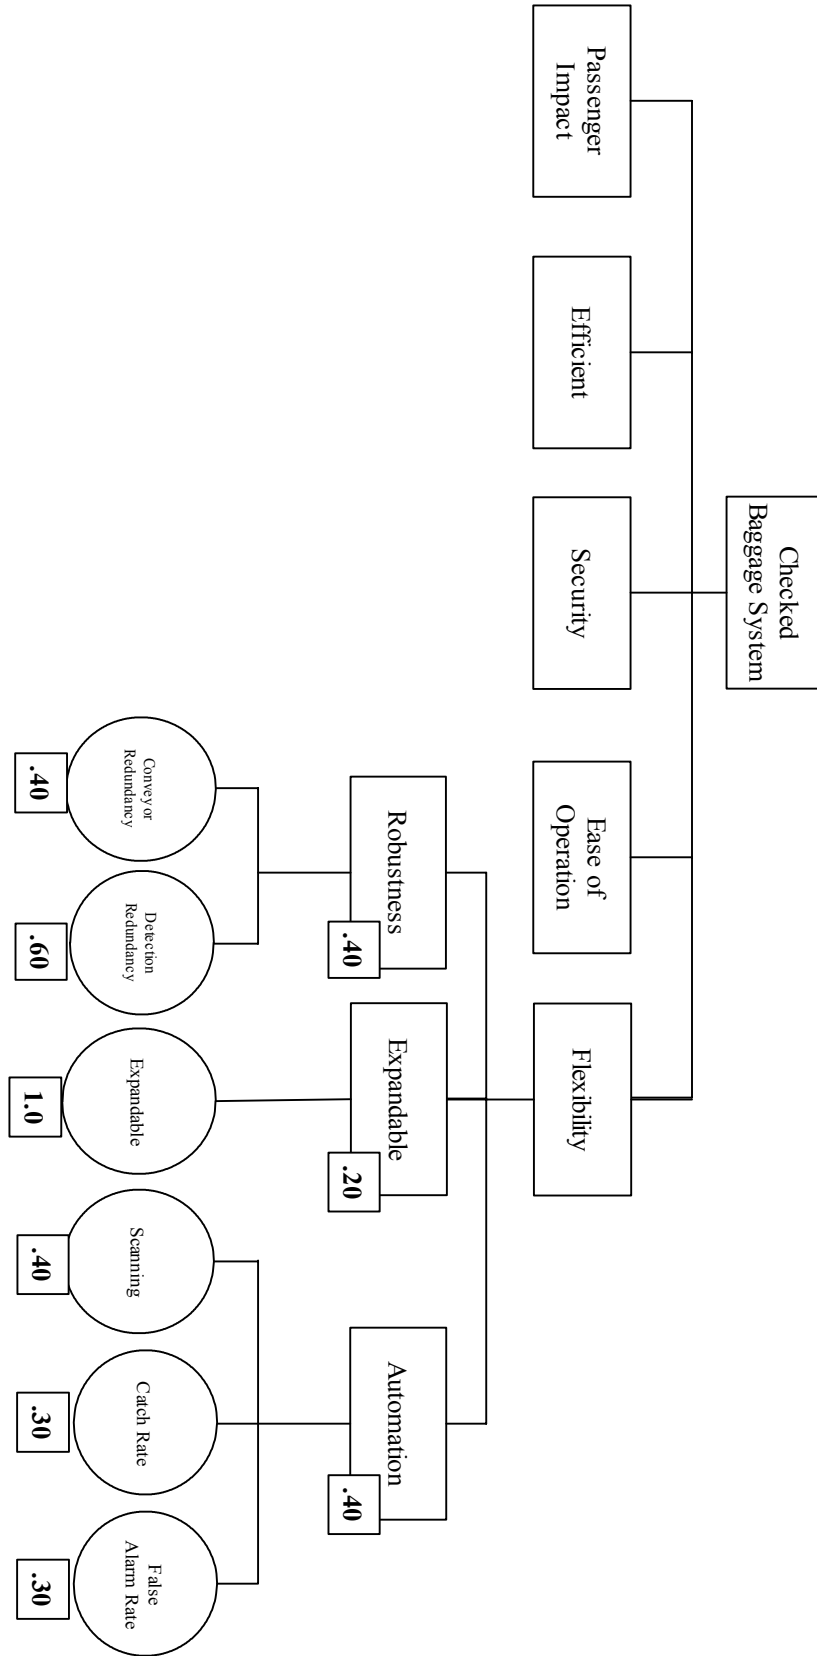 Checked
Baggage System
Passenger
Impact
Efficient
Security
Ease of
Operation
Flexibility
Robustness
.40
Expandable
.20
Automation
.40
Conveyor
Redundancy
.40
Detection
Redundancy
.60
Expandable
1.0
Scanning
.40
Catch Rate
.30
False
Alarm Rate
.30